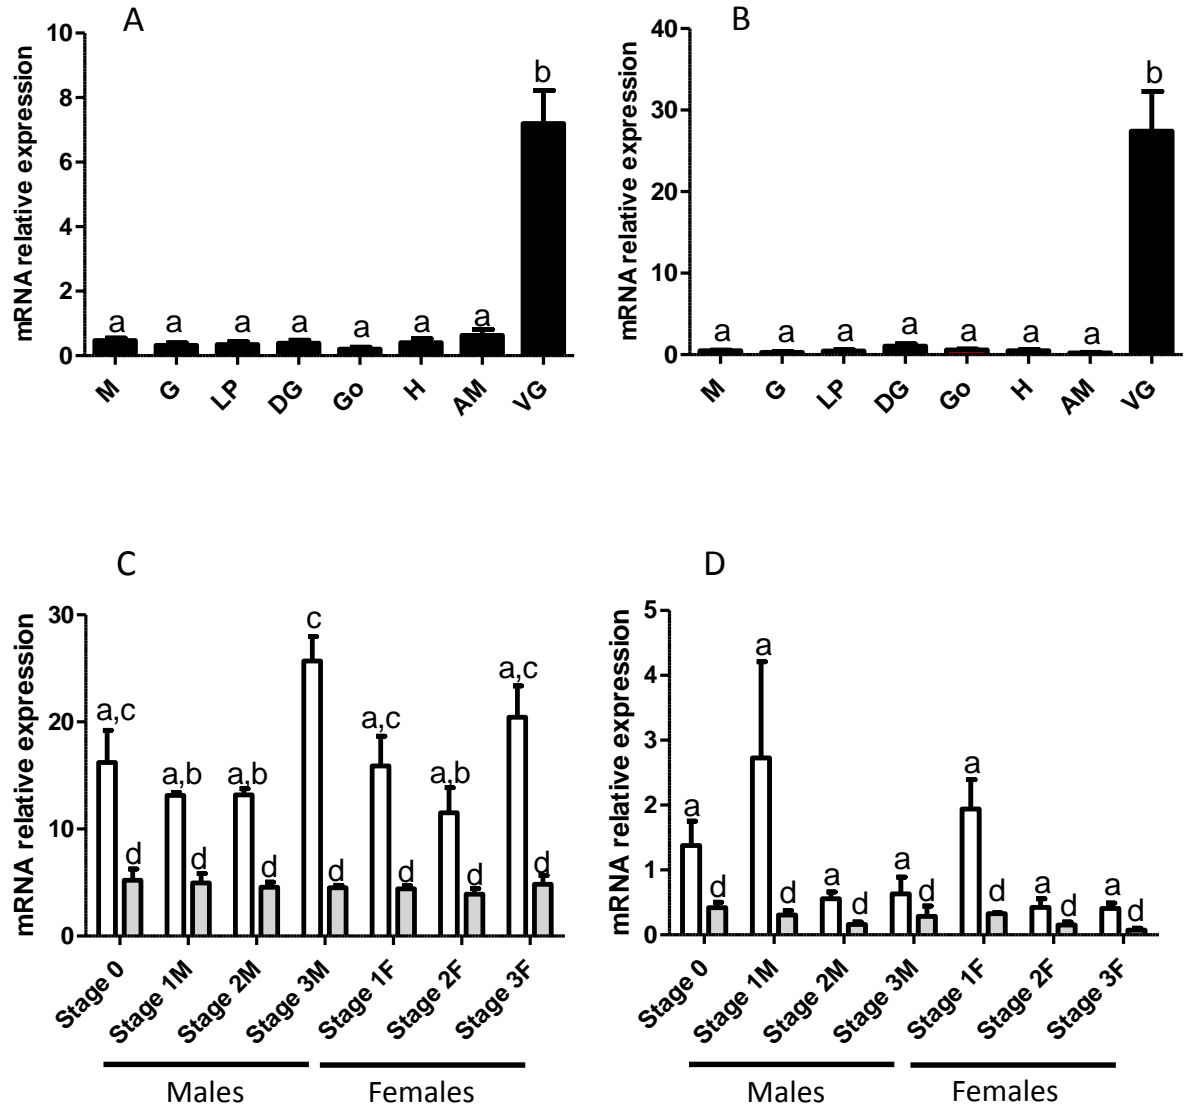 A
mRNA relative expression
10
8
6
4
2
0
a a a a a a a b
M G LP DG Go H AM VG
B
mRNA relative expression
40
30
20
10
0
a a a a a a a b
M G LP DG Go H AM VG
C
mRNA relative expression
30
20
10
0
a,c d a,b d a,b d c d a,c d a,b d a,c d
Stage 0 Stage 1M Stage 2M Stage 3M Stage 1F Stage 2F Stage 3F
Males Females
D
mRNA relative expression
5
4
3
2
1
0
a d a d a d a d a d a d a d
Stage 0 Stage 1M Stage 2M Stage 3M Stage 1F Stage 2F Stage 3F
Males Females